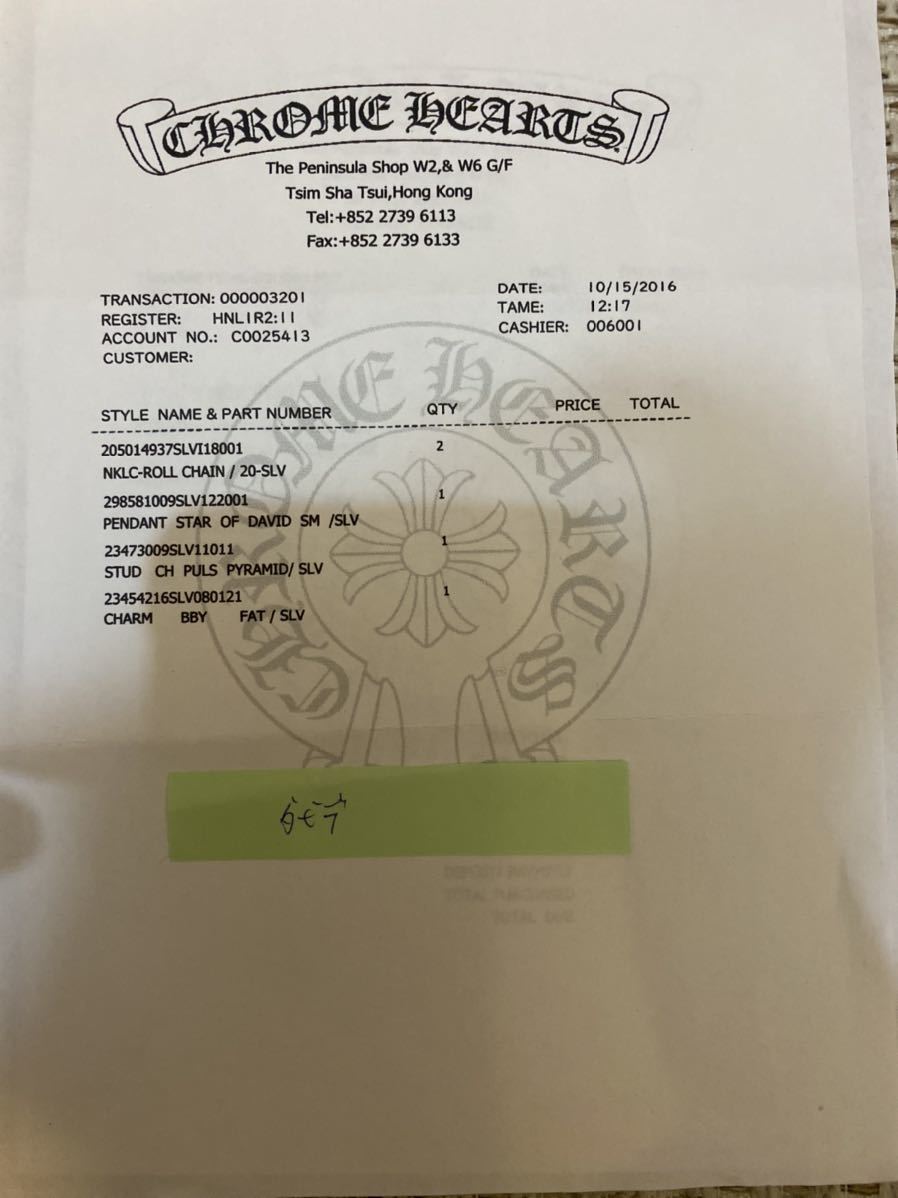 CHROME HEARTS
The Peninsula Shop W2,& W6 G/F
Tsim Sha Tsui,Hong Kong
Tel:+852 2739 6113
Fax:+852 2739 6133
TRANSACTION: 000003201
REGISTER: HNL1R2:11
ACCOUNT NO.: C0025413
CUSTOMER:
DATE: 10/15/2016
TAME: 12:17
CASHIER: 006001
STYLE NAME & PART NUMBER QTY PRICE TOTAL
205014937SLVI18001 2
NKLC-ROLL CHAIN / 20-SLV
298581009SLV122001 1
PENDANT STAR OF DAVID SM /SLV
23473009SLV11011 1
STUD CH PULS PYRAMID/ SLV
23454216SLV080121 1
CHARM BBY FAT / SLV
CHROME HEARTS